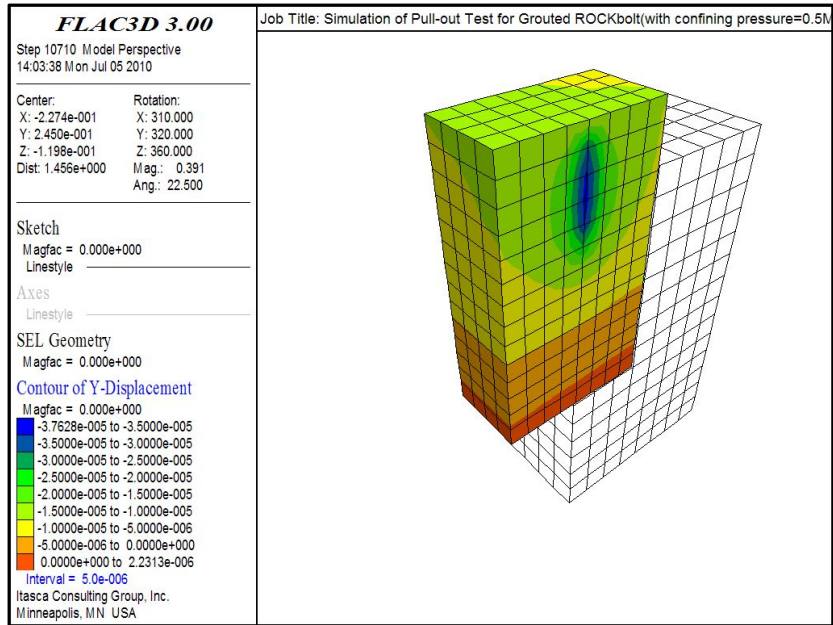 FLAC3D 3.00
Step 10710 Model Perspective
14:03:38 Mon Jul 05 2010
Center:
X: -2.274e-001
Y: 2.450e-001
Z: -1.198e-001
Dist: 1.456e+000
Rotation:
X: 310.000
Y: 320.000
Z: 360.000
Mag.: 0.391
Ang.: 22.500
Sketch
Magfac = 0.000e+000
Linestyle
Axes
Linestyle
SEL Geometry
Magfac = 0.000e+000
Contour of Y-Displacement
Magfac = 0.000e+000
-3.7628e-005 to -3.5000e-005
-3.5000e-005 to -3.0000e-005
-3.0000e-005 to -2.5000e-005
-2.5000e-005 to -2.0000e-005
-2.0000e-005 to -1.5000e-005
-1.5000e-005 to -1.0000e-005
-1.0000e-005 to -5.0000e-006
-5.0000e-006 to 0.0000e+000
0.0000e+000 to 2.2313e-006
Interval = 5.0e-006
Itasca Consulting Group, Inc.
Minneapolis, MN USA
Job Title: Simulation of Pull-out Test for Grouted ROCKbolt(with confining pressure=0.5M